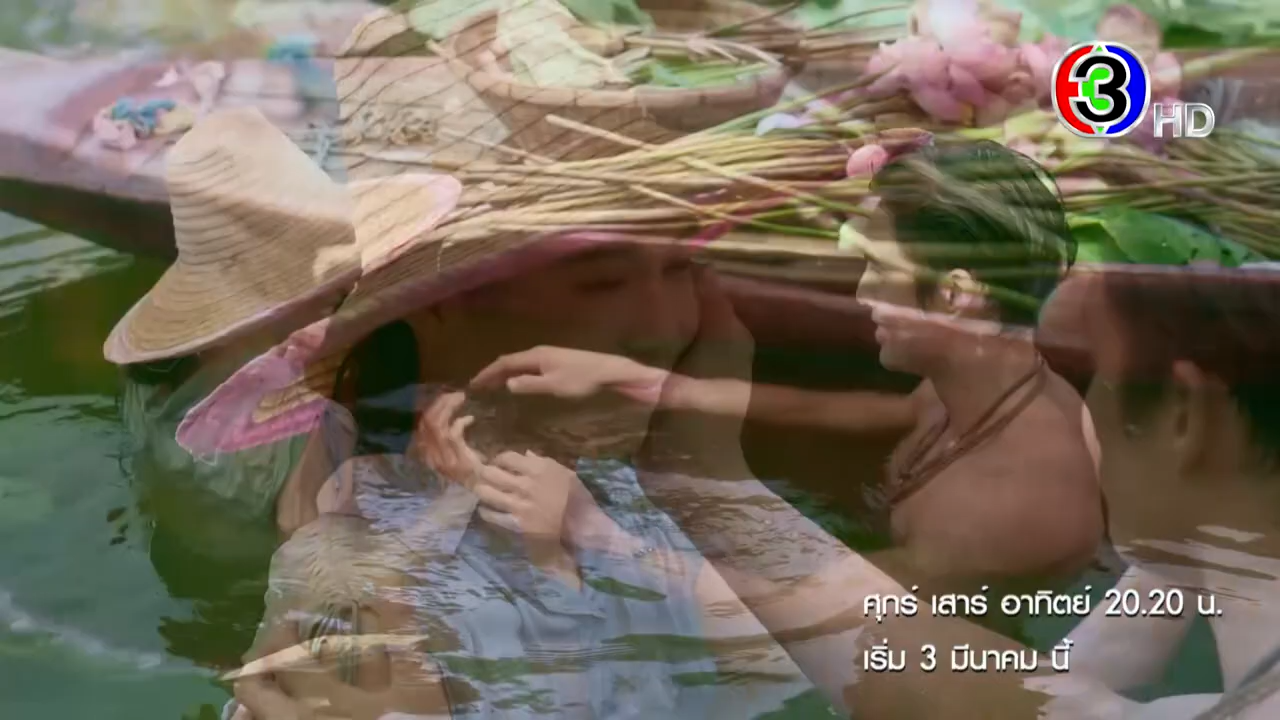 3 HD
ศุกร์ เสาร์ อาทิตย์ 20.20 น.
เริ่ม 3 มีนาคม นี้